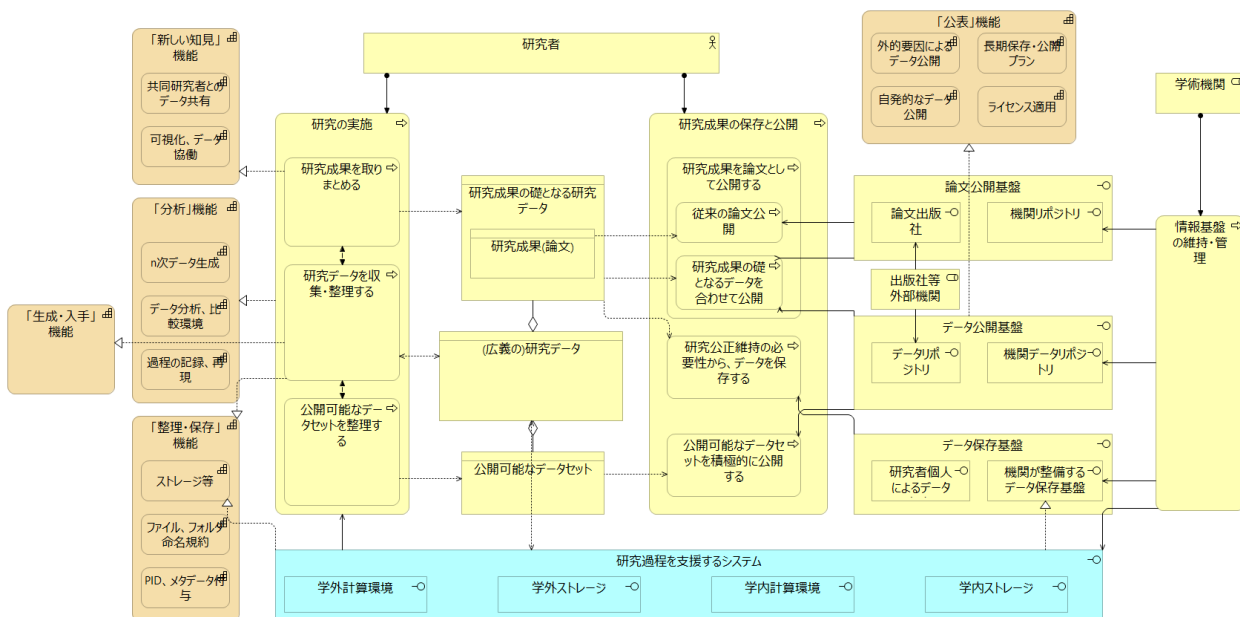 「新しい知見」
機能
共同研究者との
データ共有
可視化、データ
協働
「分析」機能
n次データ生成
データ分析、比
較環境
過程の記録、再
現
「生成・入手」
機能
「整理・保存」
機能
ストレージ等
ファイル、フォルダ
命名規約
PID、メタデータ付
与
研究者
研究の実施
研究成果を取り
まとめる
研究データを収
集・整理する
公開可能なデー
タセットを整理す
る
研究成果の礎となる研究
データ
研究成果(論文)
(広義の)研究データ
公開可能なデータセット
研究成果の保存と公開
研究成果を論文とし
て公開する
従来の論文公
開
研究成果の礎
となるデータを
合わせて公開
研究公正維持の必
要性から、データを保
存する
公開可能なデータセ
ットを積極的に公開
する
「公表」機能
外的要因による
データ公開
長期保存・公開
プラン
自発的なデータ
公開
ライセンス適用
論文公開基盤
論文出版
社
機関リポジトリ
出版社等
外部機関
データ公開基盤
データリポ
ジトリ
機関データリポジ
トリ
データ保存基盤
研究者個人
によるデータ
機関が整備する
データ保存基盤
学術機関
情報基盤
の維持・管
理
研究過程を支援するシステム
学外計算環境
学外ストレージ
学内計算環境
学内ストレージ